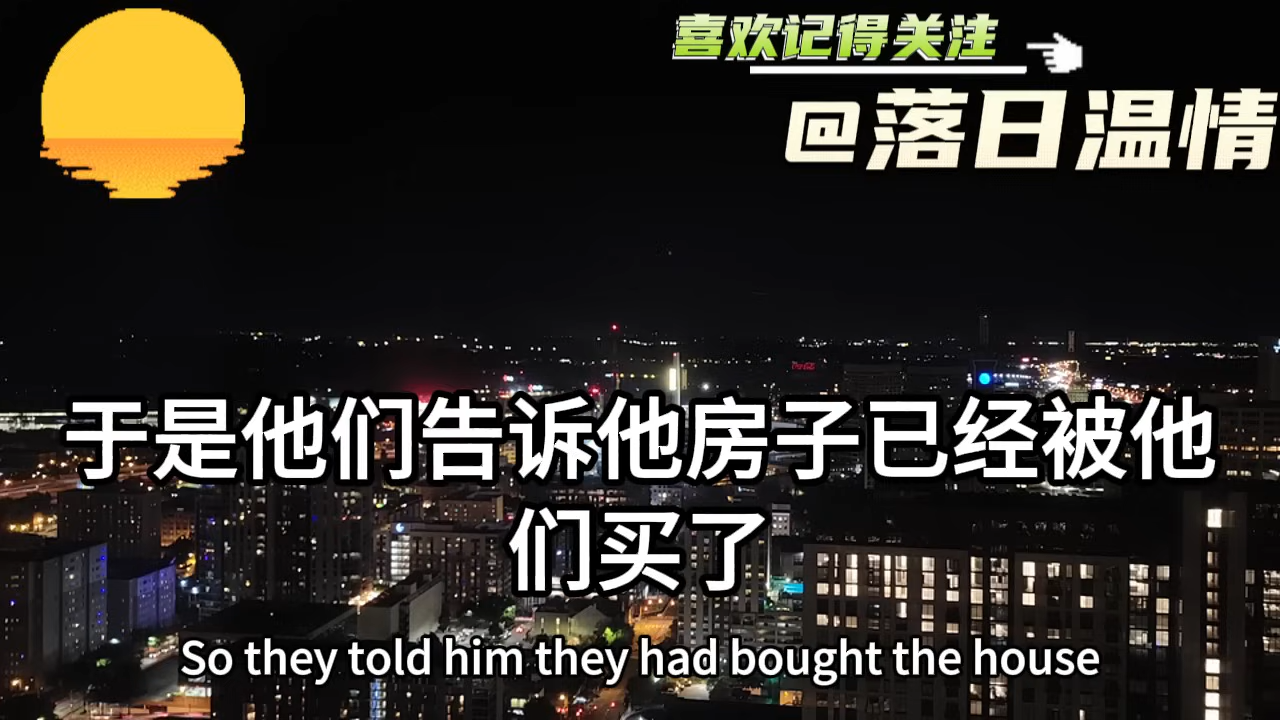 喜欢记得关注
@落日温情
于是他们告诉他房子已经被他
们买了
So they told him they had bought the house